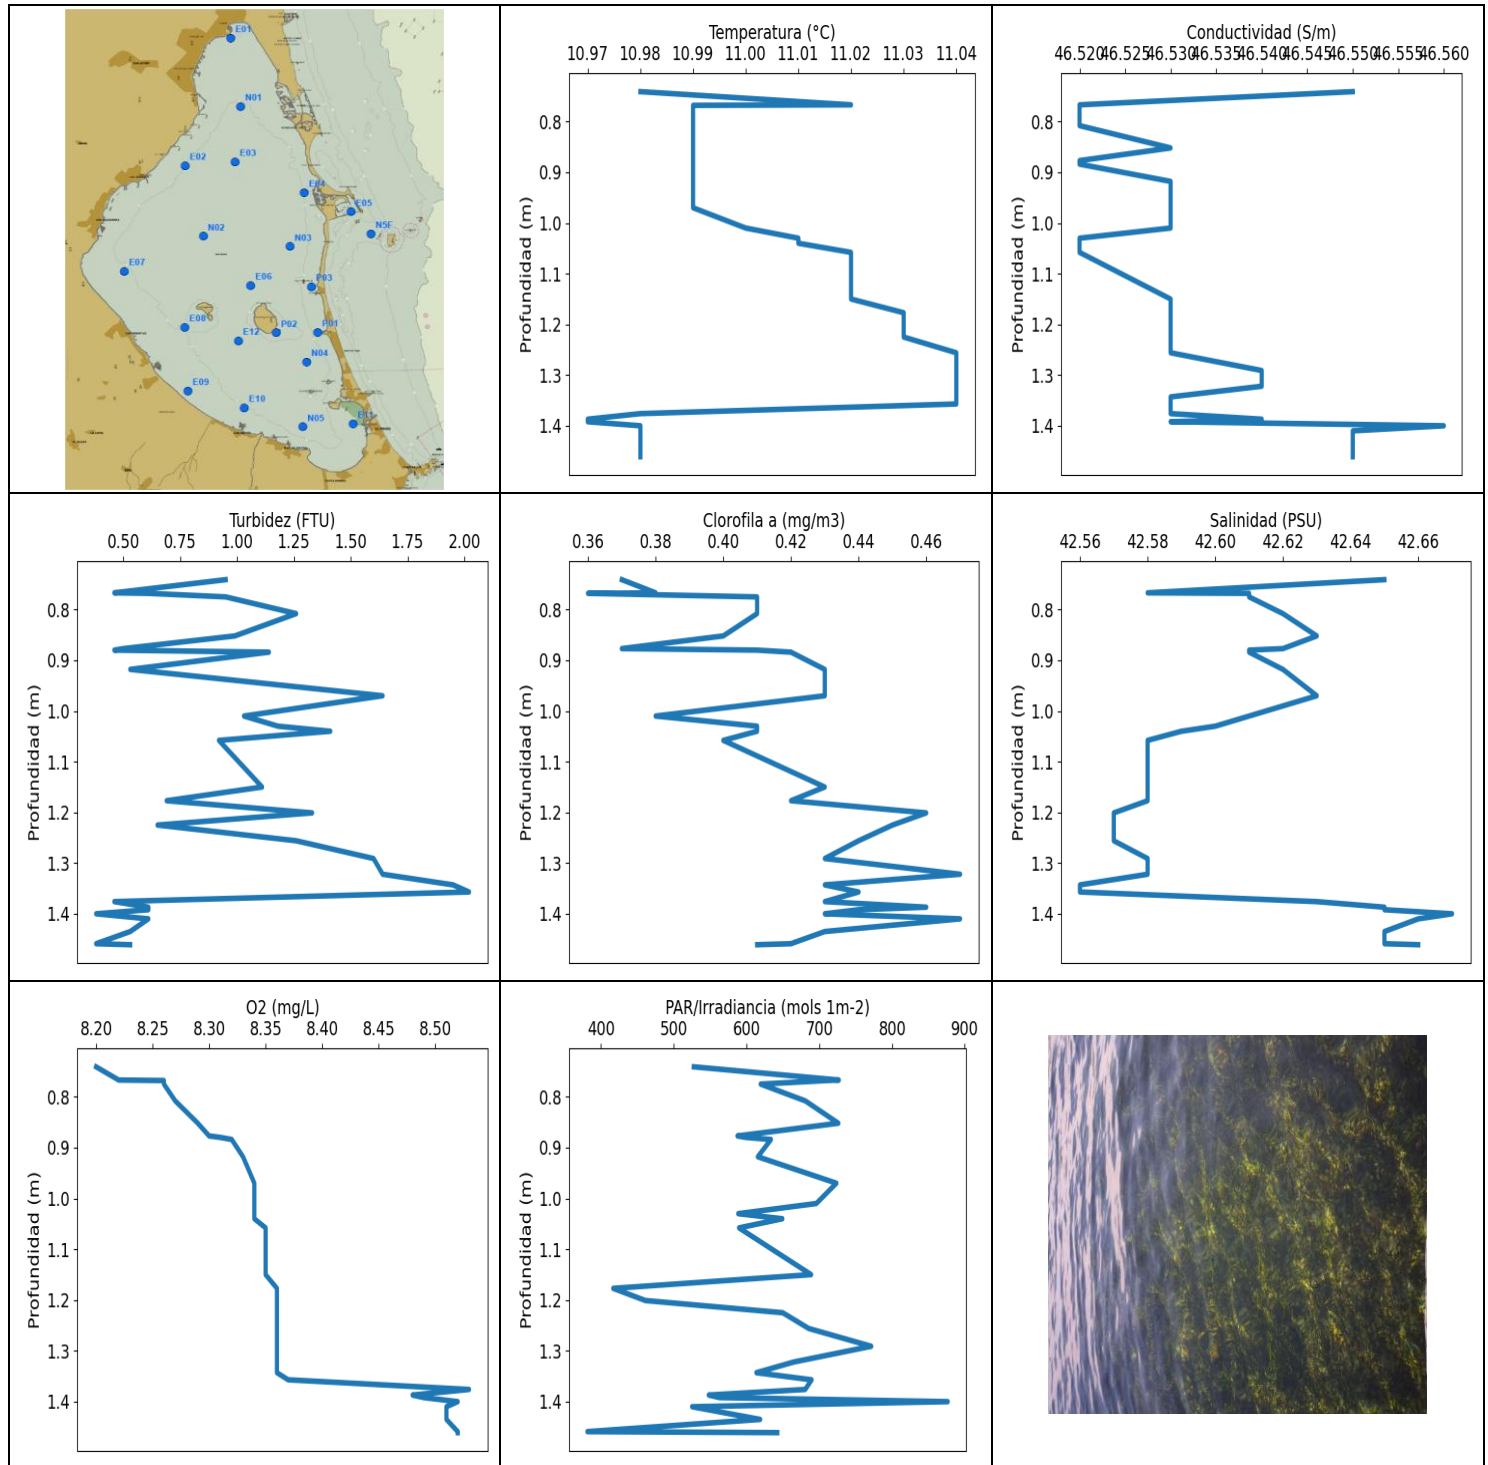 E01
N01
E02
E03
E04
E05
N5E
N02
N03
E07
E06
P03
E08
P02
P01
E12
N04
E09
E10
N05
E11
Temperatura (°C)
10.97 10.98 10.99 11.00 11.01 11.02 11.03 11.04
Profundidad (m)
0.8
0.9
1.0
1.1
1.2
1.3
1.4
Conductividad (S/m)
46.520 46.525 46.530 46.535 46.540 46.545 46.550 46.555 46.560
Profundidad (m)
0.8
0.9
1.0
1.1
1.2
1.3
1.4
Turbidez (FTU)
0.50 0.75 1.00 1.25 1.50 1.75 2.00
Profundidad (m)
0.8
0.9
1.0
1.1
1.2
1.3
1.4
Clorofila a (mg/m3)
0.36 0.38 0.40 0.42 0.44 0.46
Profundidad (m)
0.8
0.9
1.0
1.1
1.2
1.3
1.4
Salinidad (PSU)
42.56 42.58 42.60 42.62 42.64 42.66
Profundidad (m)
0.8
0.9
1.0
1.1
1.2
1.3
1.4
O2 (mg/L)
8.20 8.25 8.30 8.35 8.40 8.45 8.50
Profundidad (m)
0.8
0.9
1.0
1.1
1.2
1.3
1.4
PAR/Irradiancia (mols 1m-2)
400 500 600 700 800 900
Profundidad (m)
0.8
0.9
1.0
1.1
1.2
1.3
1.4